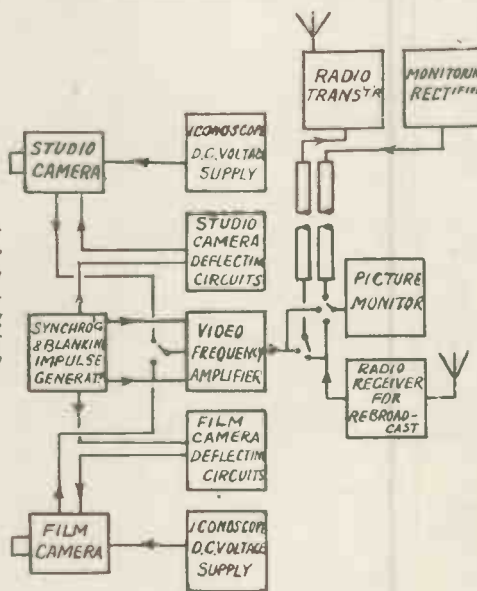 RADIO
TRANS'TR
MONITORING
RECTIFIER
STUDIO
CAMERA
ICONOSCOPE
D.C. VOLTAGE
SUPPLY
STUDIO
CAMERA
DEFLECTING
CIRCUITS
SYNCHRO'G
& BLANKING
IMPULSE
GENERAT'
VIDEO
FREQUENCY
AMPLIFIER
PICTURE
MONITOR
RADIO
RECEIVER
FOR
REBROAD-
CAST
FILM
CAMERA
DEFLECTING
CIRCUITS
FILM
CAMERA
ICONOSCOPE
D.C. VOLTAGE
SUPPLY